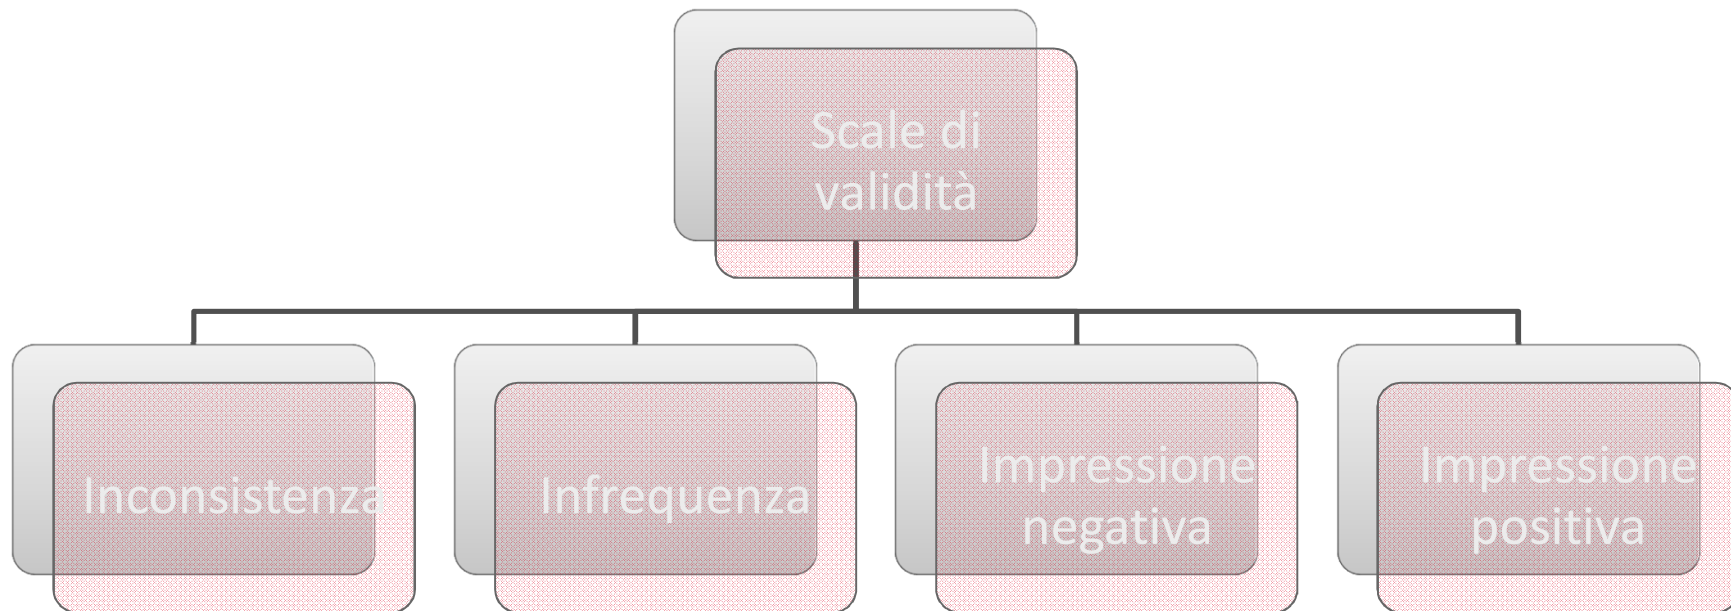 Scale di
validità
Inconsistenza
Infrequenza
Impressione
negativa
Impressione
positiva